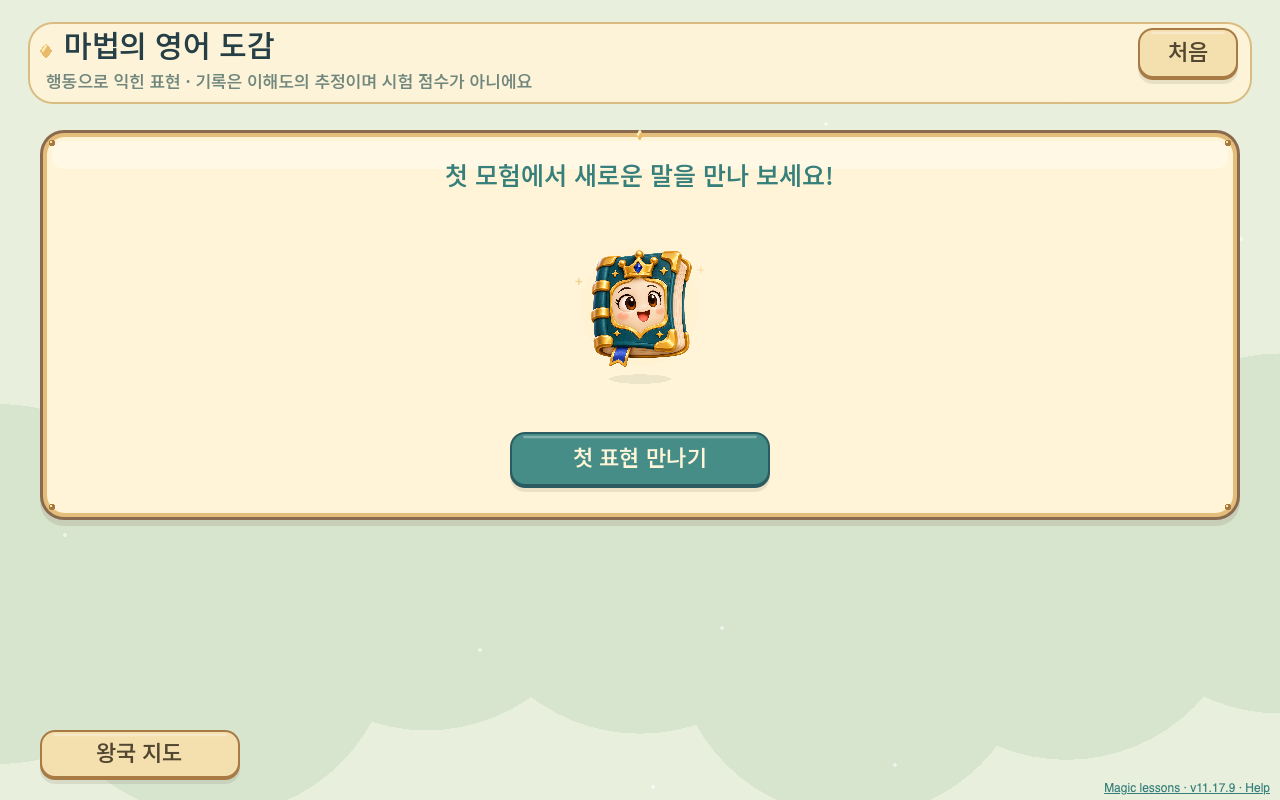 마법의 영어 도감
처음
행동으로 익힌 표현 · 기록은 이해도의 추정이며 시험 점수가 아니에요
첫 모험에서 새로운 말을 만나 보세요!
첫 표현 만나기
왕국 지도
Magic lessons · v11.17.9 · Help